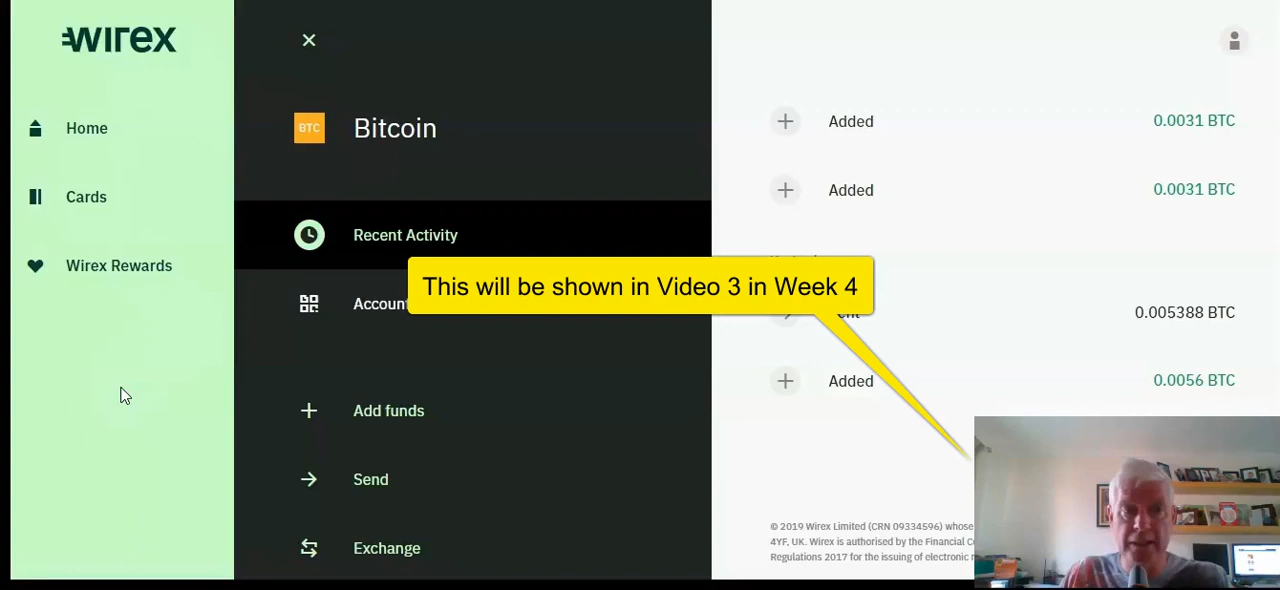 wirex
Home
Cards
Wirex Rewards
BTC
Bitcoin
Recent Activity
Account
Add funds
Send
Exchange
This will be shown in Video 3 in Week 4
Added 0.0031 BTC
Added 0.0031 BTC
0.005388 BTC
Added 0.0056 BTC
© 2019 Wirex Limited (CRN 09334596) whose
4YF, UK. Wirex is authorised by the Financial
Regulations 2017 for the issuing of electronic